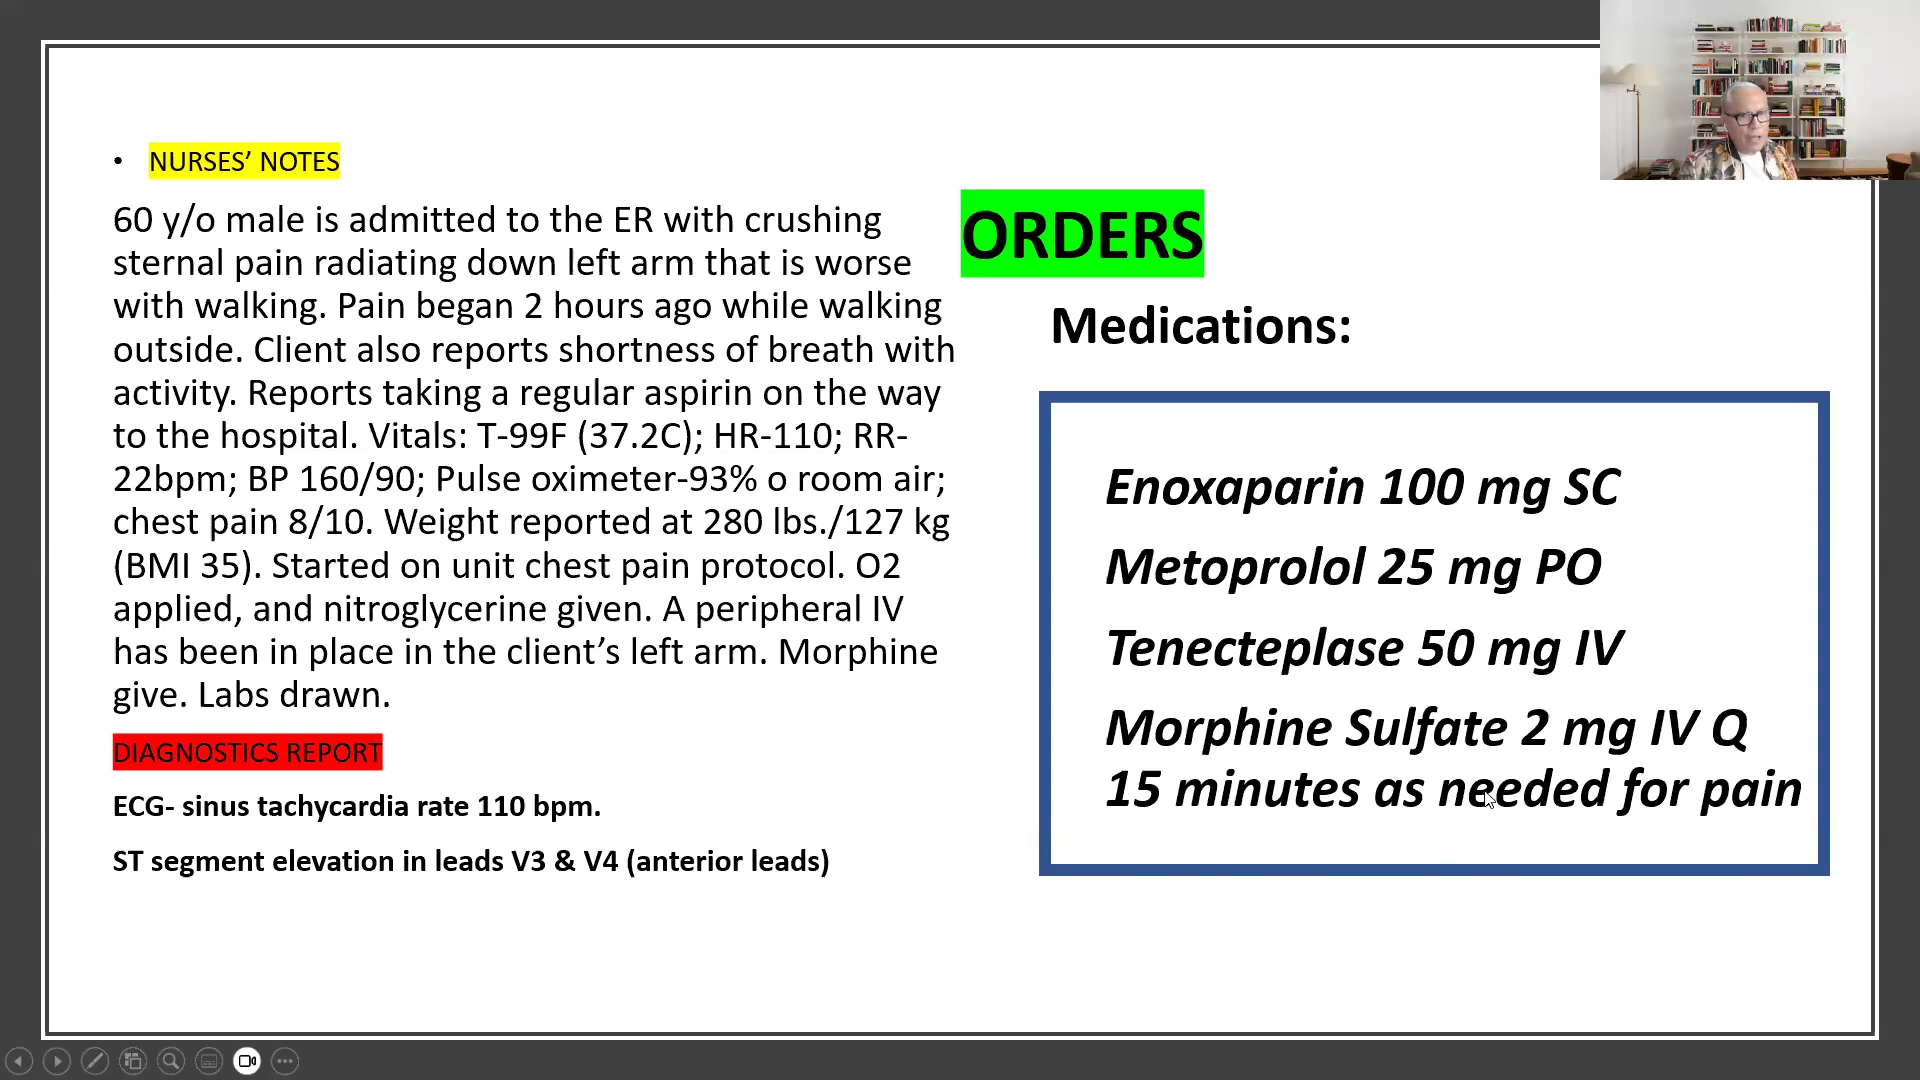 • NURSES’ NOTES
60 y/o male is admitted to the ER with crushing
sternal pain radiating down left arm that is worse
with walking. Pain began 2 hours ago while walking
outside. Client also reports shortness of breath with
activity. Reports taking a regular aspirin on the way
to the hospital. Vitals: T-99F (37.2C); HR-110; RR-
22bpm; BP 160/90; Pulse oximeter-93% o room air;
chest pain 8/10. Weight reported at 280 lbs./127 kg
(BMI 35). Started on unit chest pain protocol. O2
applied, and nitroglycerine given. A peripheral IV
has been in place in the client’s left arm. Morphine
give. Labs drawn.
DIAGNOSTICS REPORT
ECG- sinus tachycardia rate 110 bpm.
ST segment elevation in leads V3 & V4 (anterior leads)
ORDERS
Medications:
Enoxaparin 100 mg SC
Metoprolol 25 mg PO
Tenecteplase 50 mg IV
Morphine Sulfate 2 mg IV Q
15 minutes as needed for pain